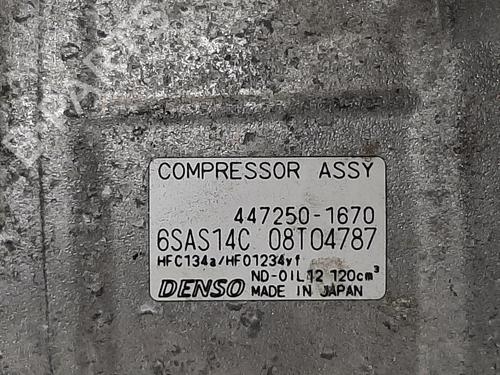 COMPRESSOR ASSY
447250-1670
6SAS14C 08T04787
HFC134a/HFO1234yf
ND-OIL12 120cm³
DENSO MADE IN JAPAN